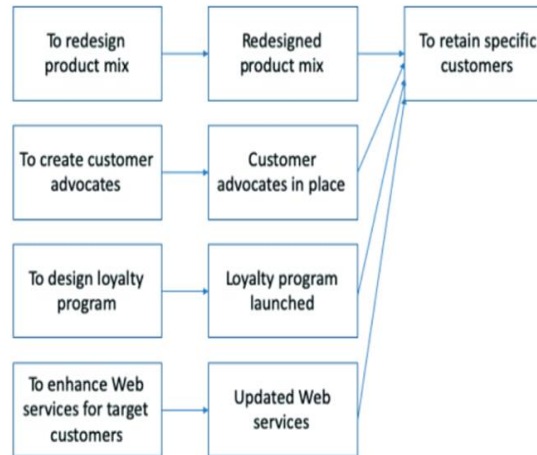 To redesign
product mix
Redesigned
product mix
To retain specific
customers
To create customer
advocates
Customer
advocates in place
To design loyalty
program
Loyalty program
launched
To enhance Web
services for target
customers
Updated Web
services